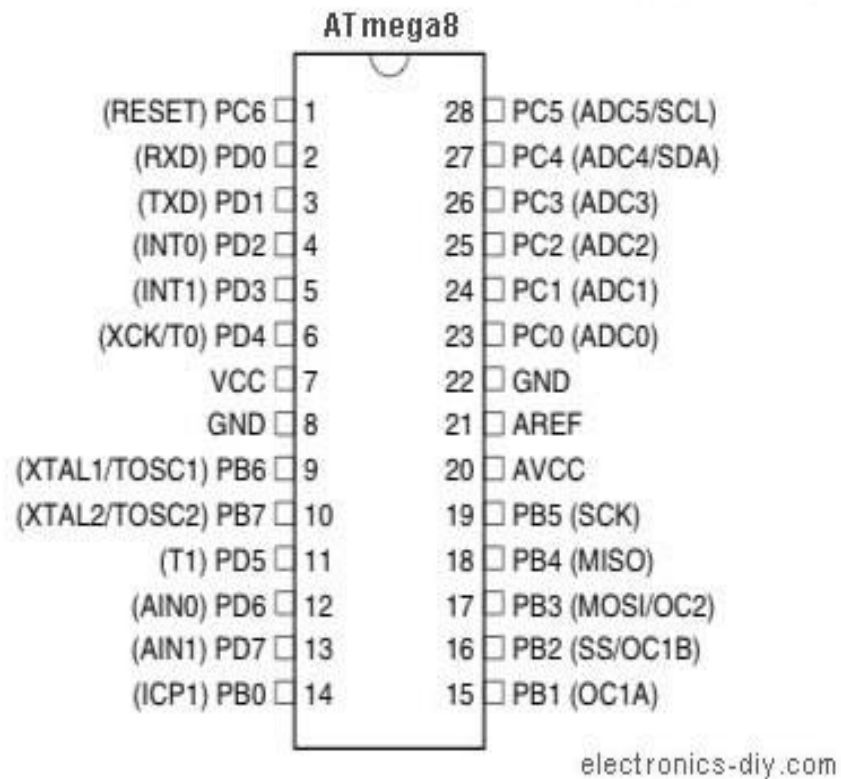 ATmega8
(RESET) PC6 1 28 PC5 (ADC5/SCL)
(RXD) PD0 2 27 PC4 (ADC4/SDA)
(TXD) PD1 3 26 PC3 (ADC3)
(INT0) PD2 4 25 PC2 (ADC2)
(INT1) PD3 5 24 PC1 (ADC1)
(XCK/T0) PD4 6 23 PC0 (ADC0)
VCC 7 22 GND
GND 8 21 AREF
(XTAL1/TOSC1) PB6 9 20 AVCC
(XTAL2/TOSC2) PB7 10 19 PB5 (SCK)
(T1) PD5 11 18 PB4 (MISO)
(AIN0) PD6 12 17 PB3 (MOSI/OC2)
(AIN1) PD7 13 16 PB2 (SS/OC1B)
(ICP1) PB0 14 15 PB1 (OC1A)
electronics-diy.com